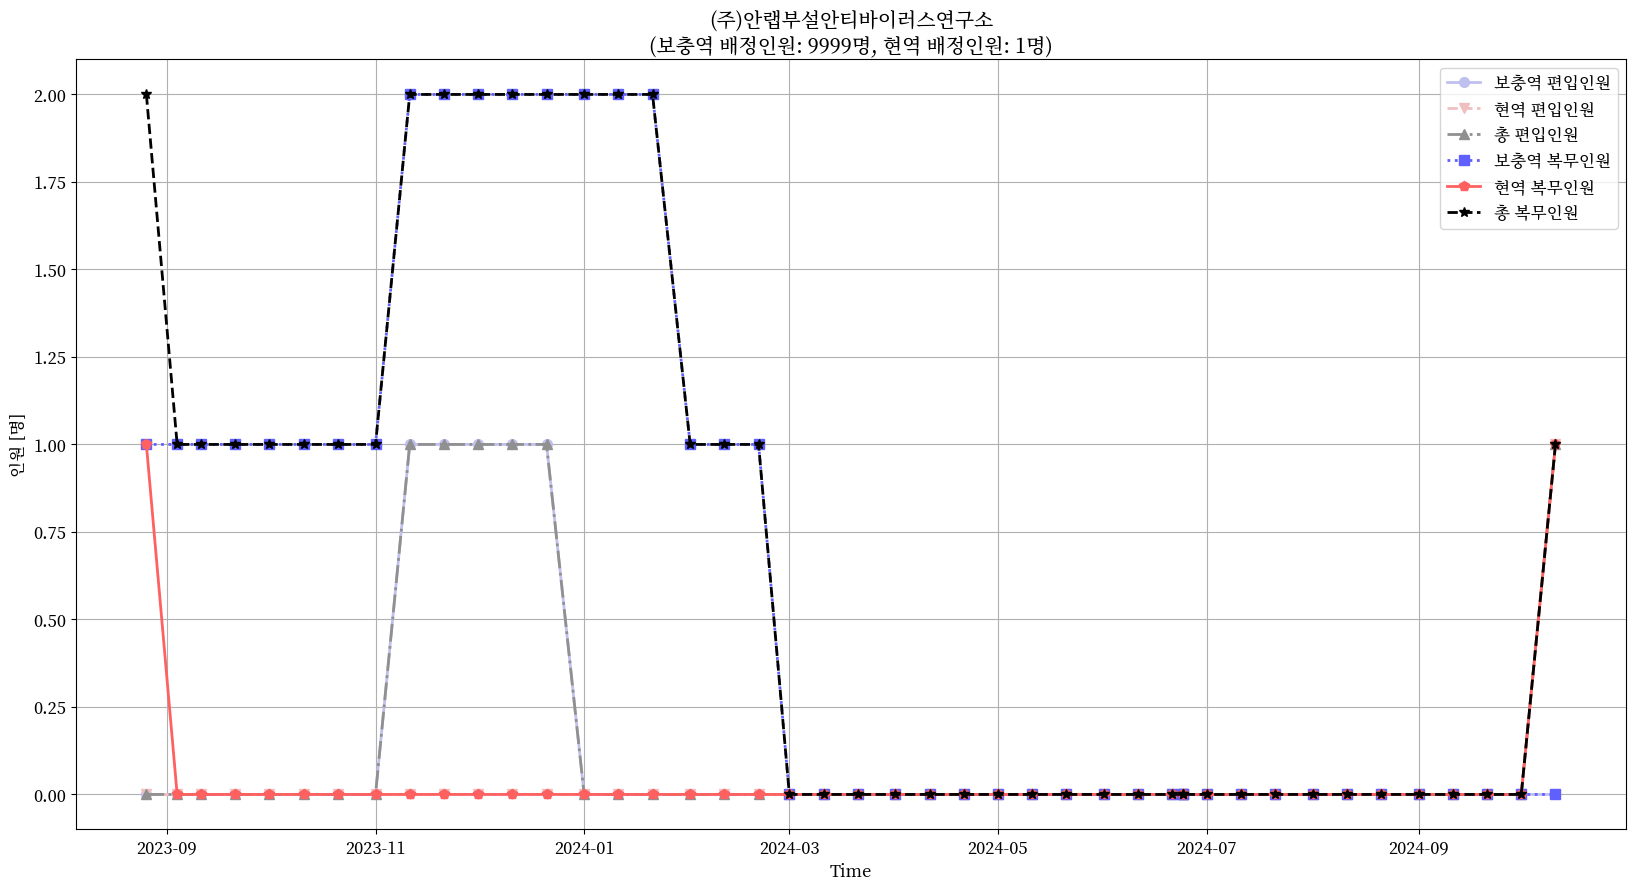 (주)안랩부설안티바이러스연구소
(보충역 배정인원: 9999명, 현역 배정인원: 1명)
보충역 편입인원
현역 편입인원
총 편입인원
보충역 복무인원
현역 복무인원
총 복무인원
인원 [명]
2.00
1.75
1.50
1.25
1.00
0.75
0.50
0.25
0.00
2023-09
2023-11
2024-01
2024-03
2024-05
2024-07
2024-09
Time